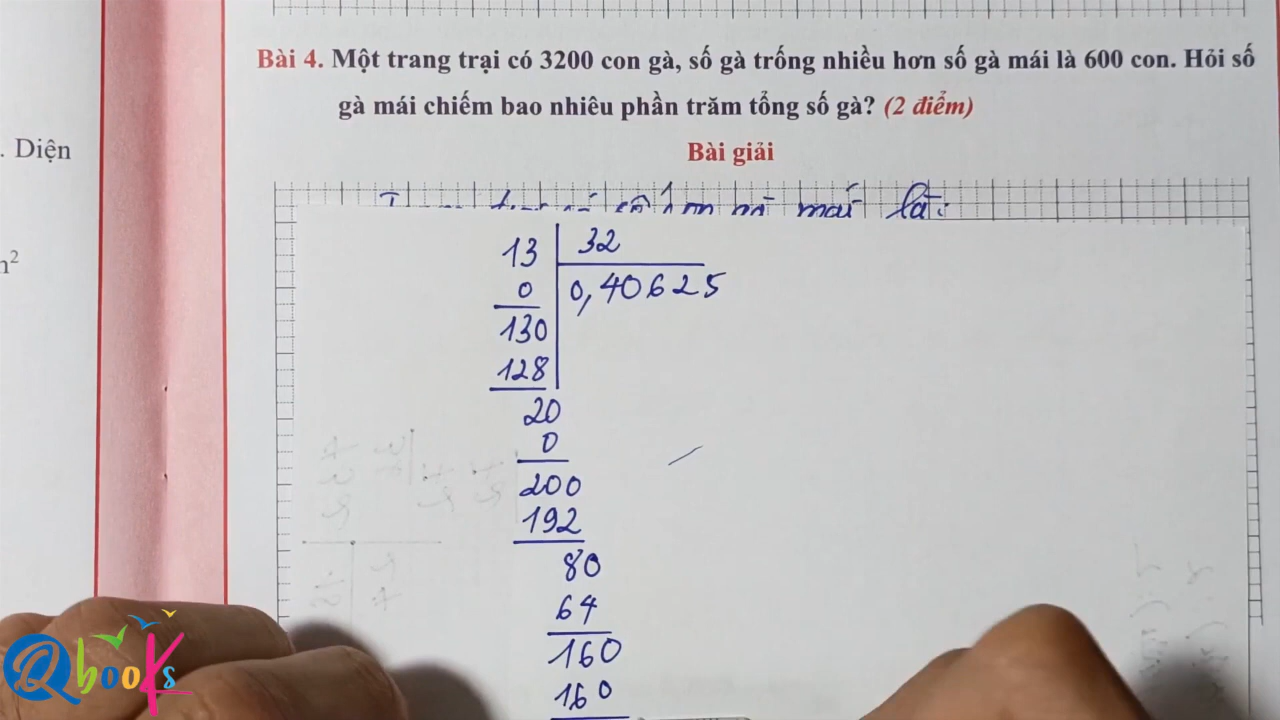 Bài 4. Một trang trại có 3200 con gà, số gà trống nhiều hơn số gà mái là 600 con. Hỏi số
gà mái chiếm bao nhiêu phần trăm tổng số gà? (2 điểm)
. Diện
Bài giải
mái là:
13 32
0 0,40625
130
128
20
0
200
192
80
64
160
160
Qbooks